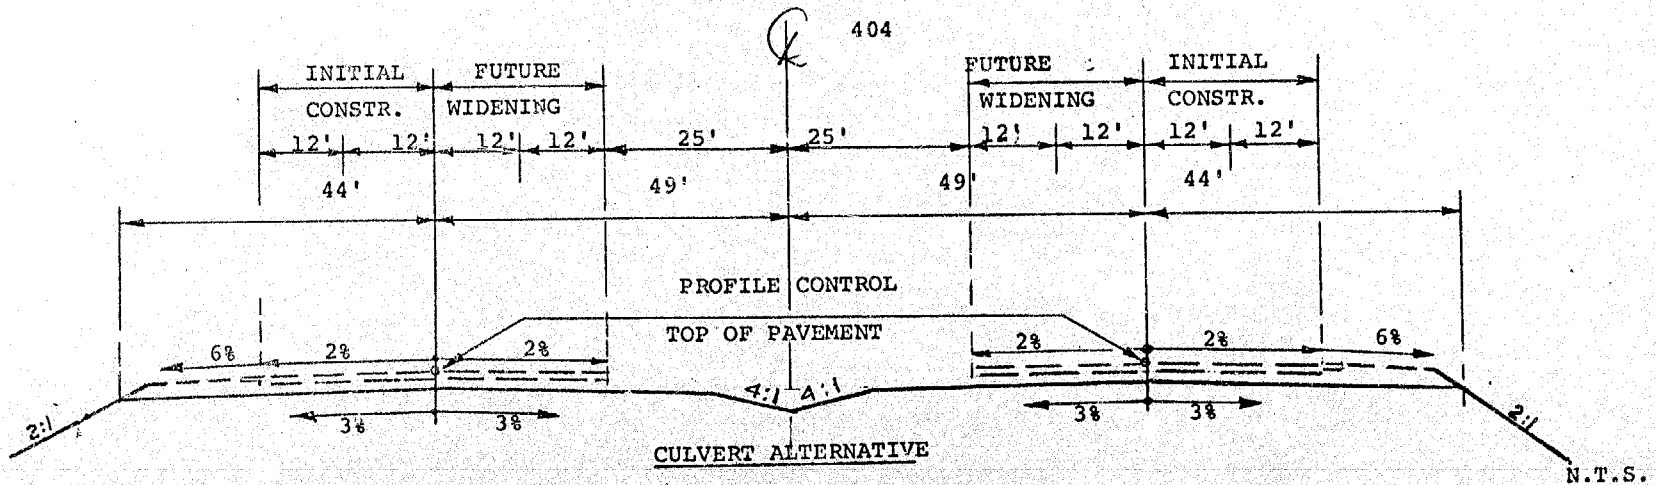 ℄ 404
INITIAL FUTURE FUTURE INITIAL
CONSTR. WIDENING WIDENING CONSTR.
12' 12' 12' 12' 25' 25' 12' 12' 12' 12'
44' 49' 49' 44'
PROFILE CONTROL
TOP OF PAVEMENT
6% 2% 2% 2% 2% 6%
4:1 4:1
2:1 3% 3% 3% 3% 2:1
CULVERT ALTERNATIVE
N.T.S.